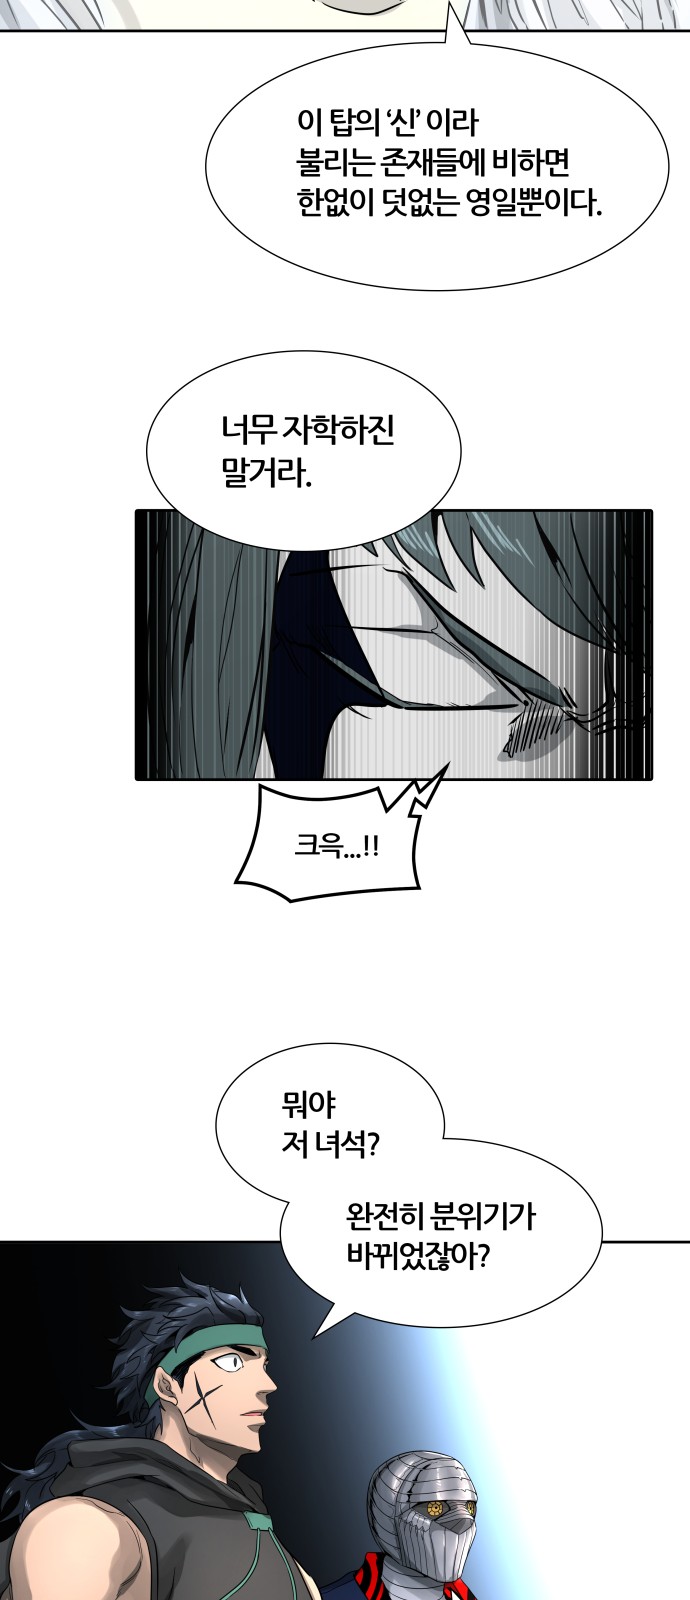 이 탑의 ‘신’ 이라
불리는 존재들에 비하면
한없이 덧없는 영일뿐이다.
너무 자학하진
말거라.
크윽...!!
뭐야
저 녀석?
완전히 분위기가
바뀌었잖아?